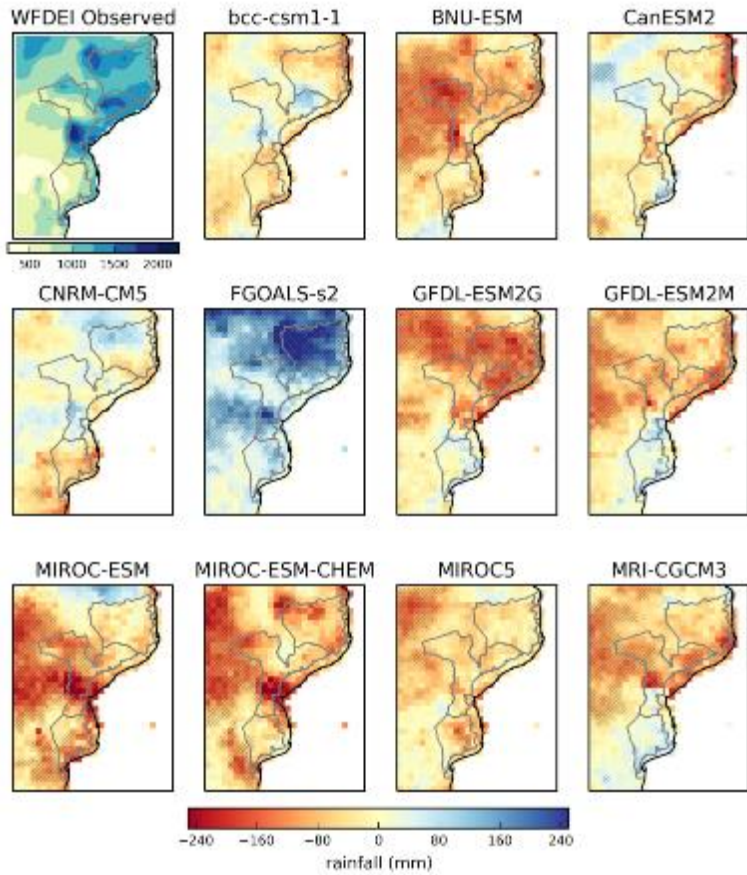 WFDEI Observed bcc-csm1-1 BNU-ESM CanESM2
500 1000 1500 2000
CNRM-CM5 FGOALS-s2 GFDL-ESM2G GFDL-ESM2M
MIROC-ESM MIROC-ESM-CHEM MIROC5 MRI-CGCM3
−240 −160 −80 0 80 160 240
rainfall (mm)